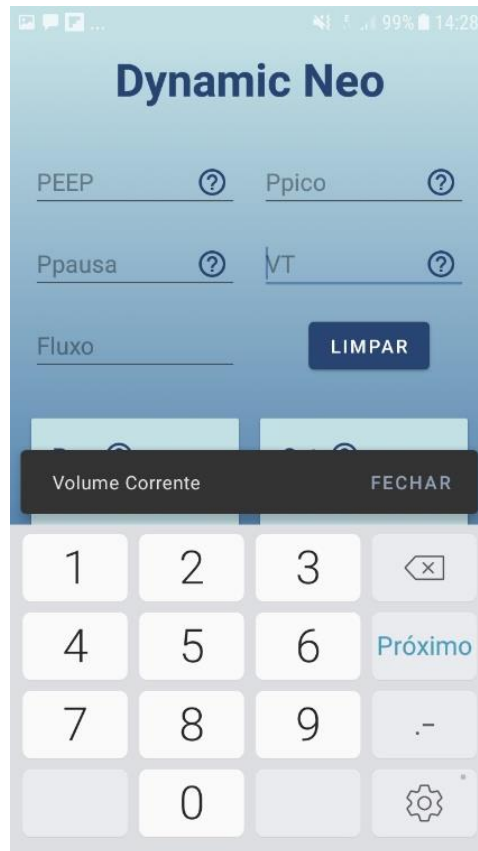 99% 14:28
Dynamic Neo
PEEP Ppico
Ppausa VT
Fluxo LIMPAR
Volume Corrente FECHAR
1 2 3
4 5 6 Próximo
7 8 9 .-
0